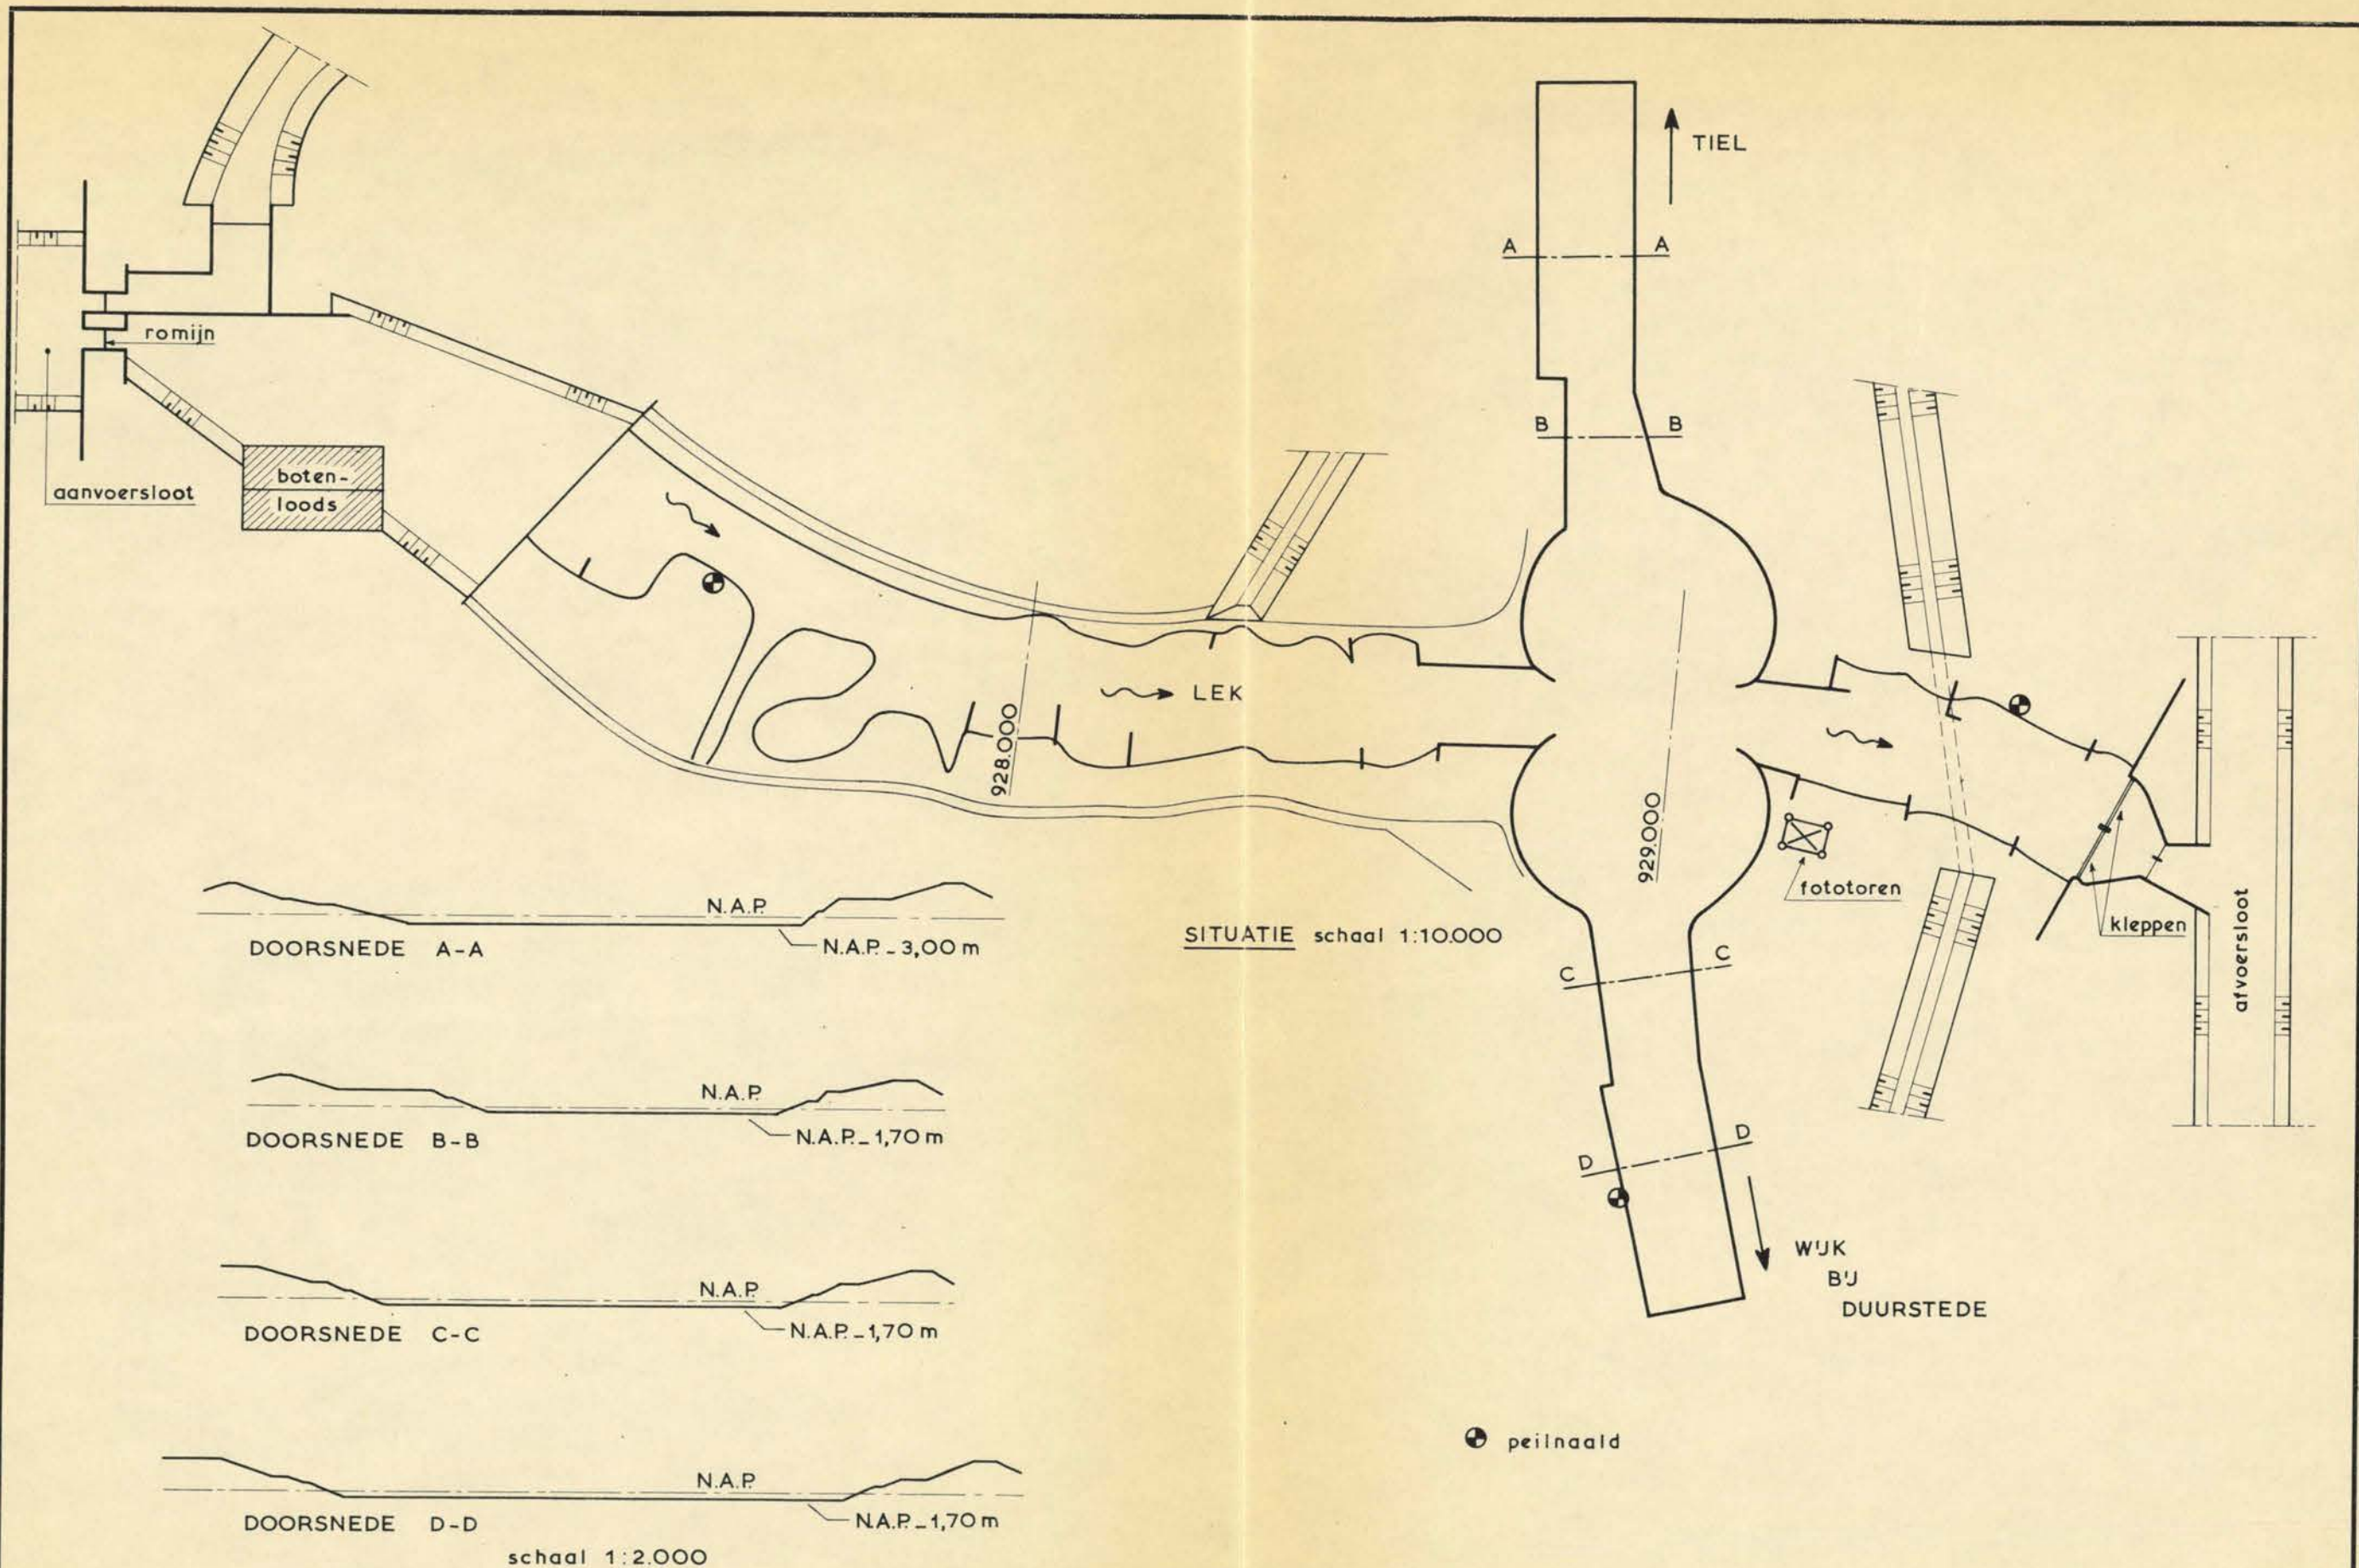 TIEL
A
A
romijn
B
B
boten-
loods
aanvoersloot
LEK
928.000
929.000
fototoren
kleppen
afvoersloot
N.A.P.
N.A.P. - 3,00 m
DOORSNEDE A-A
SITUATIE schaal 1:10.000
C
C
N.A.P.
N.A.P. - 1,70 m
DOORSNEDE B-B
D
D
WIJK
BIJ
DUURSTEDE
N.A.P.
N.A.P. - 1,70 m
DOORSNEDE C-C
peilnaald
N.A.P.
N.A.P. - 1,70 m
DOORSNEDE D-D
schaal 1:2.000